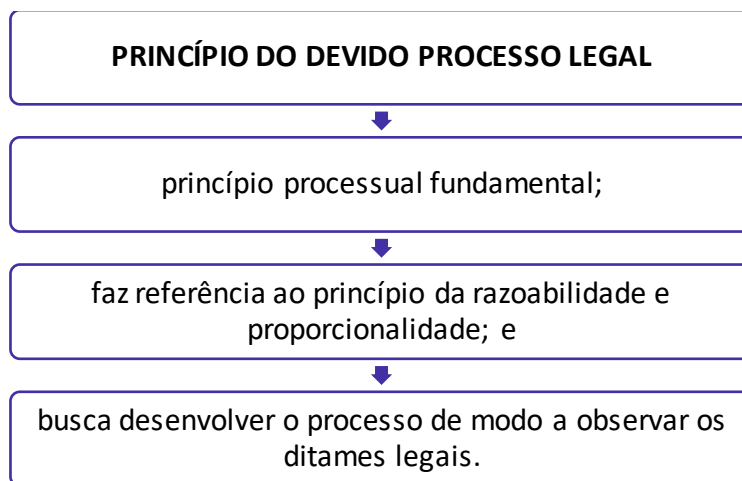 PRINCÍPIO DO DEVIDO PROCESSO LEGAL
princípio processual fundamental;
faz referência ao princípio da razoabilidade e
proporcionalidade; e
busca desenvolver o processo de modo a observar os
ditames legais.